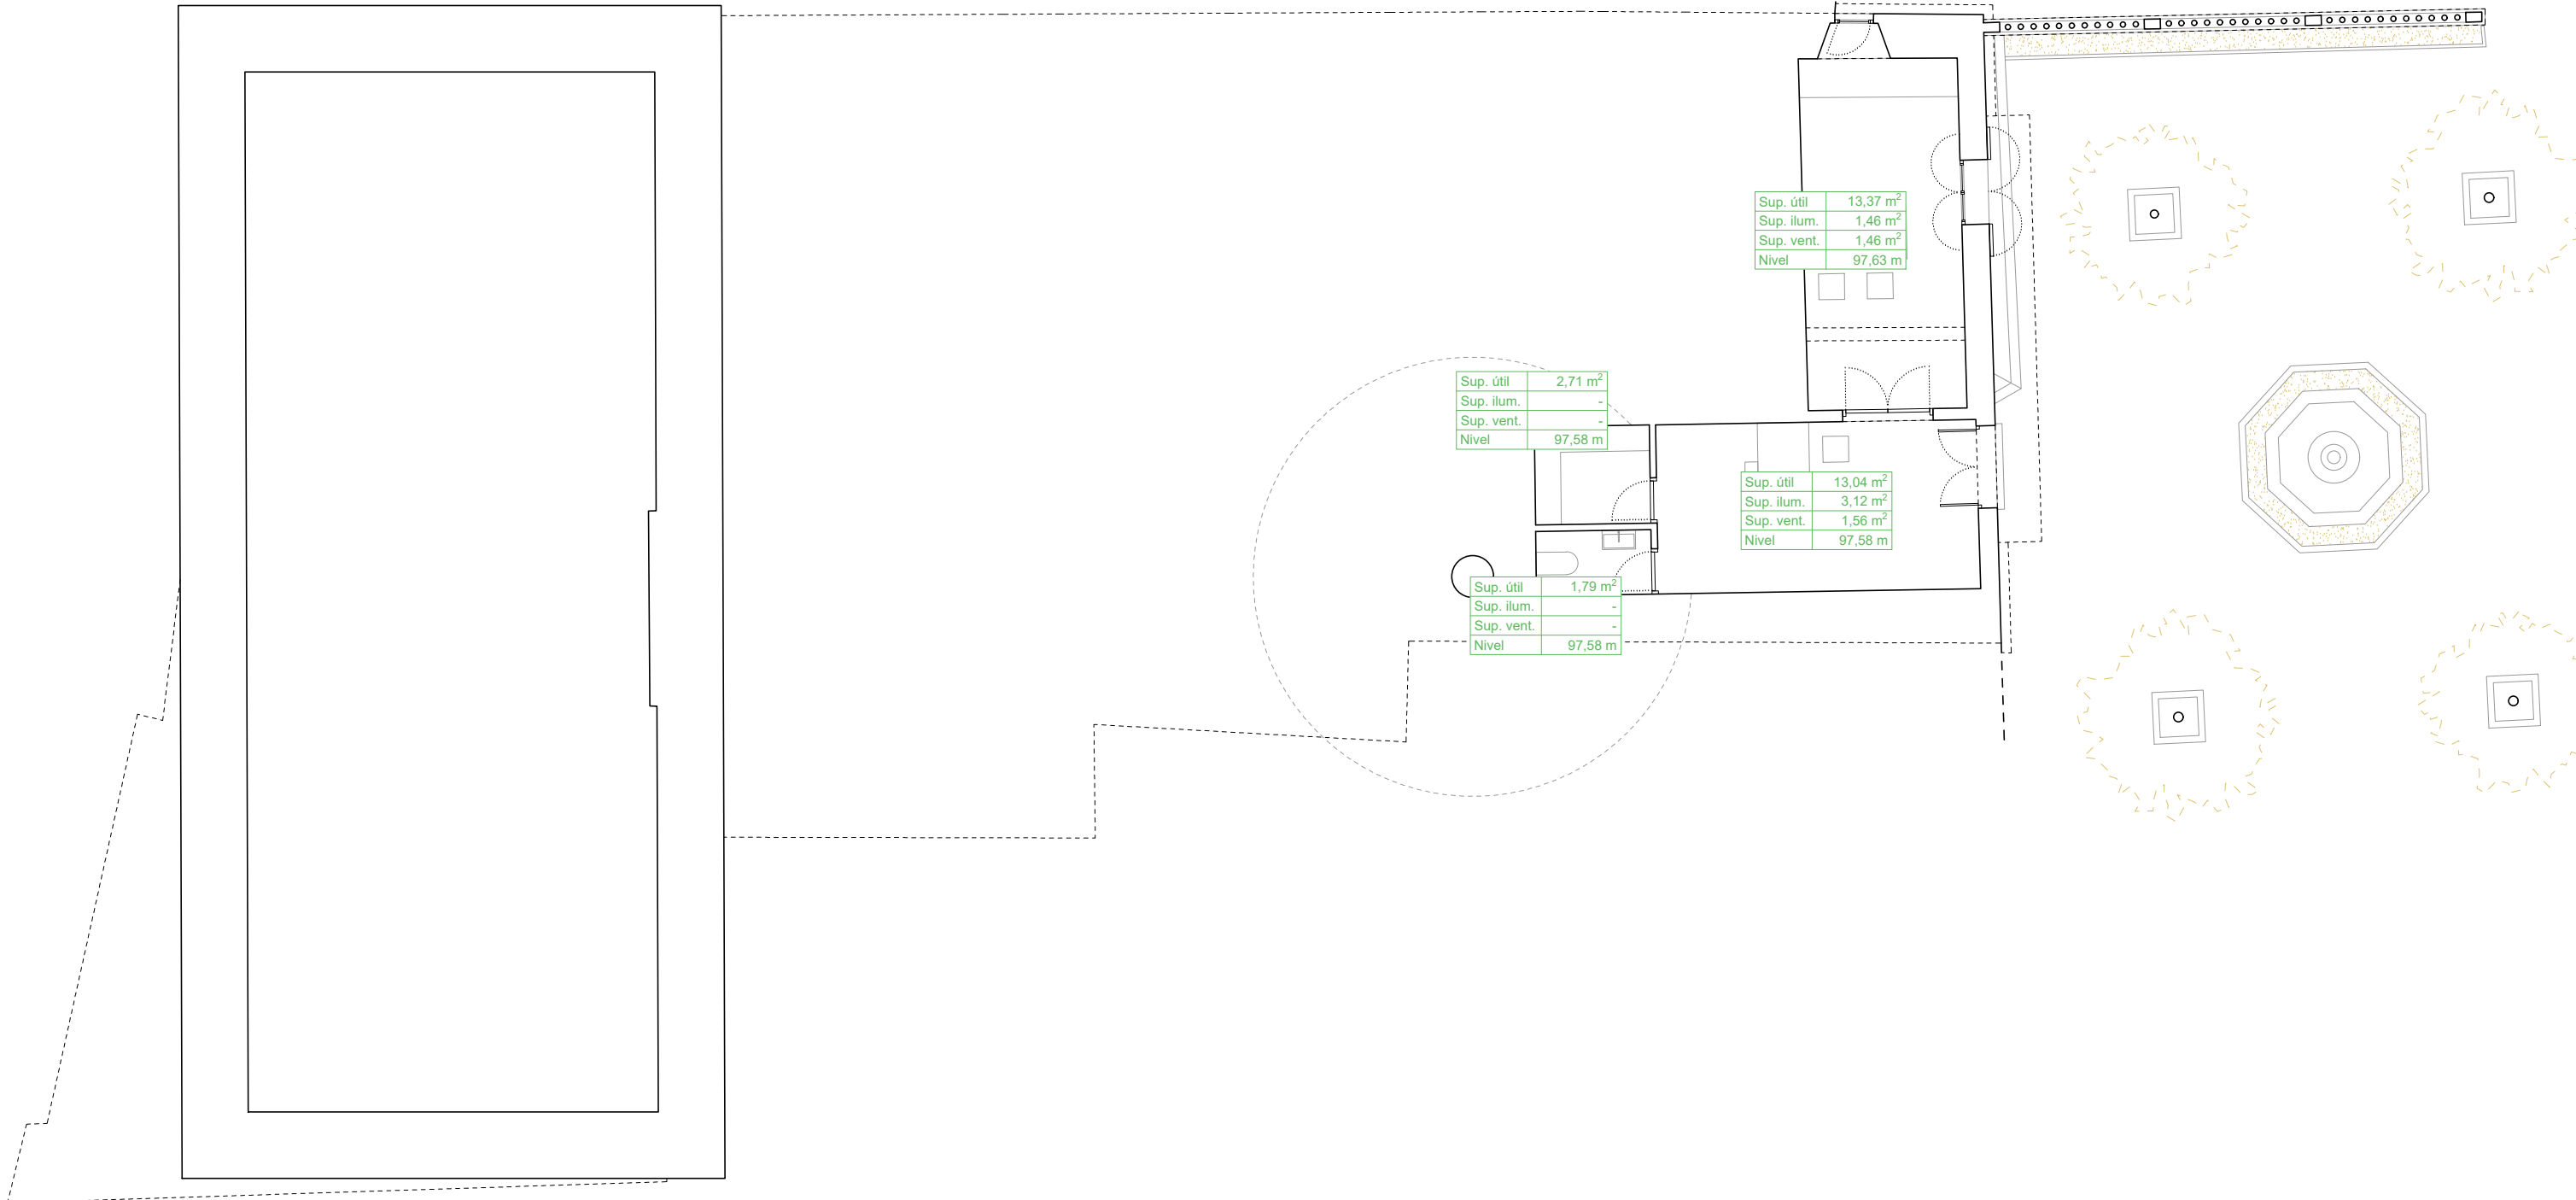 Sup. útil 13,37 m²
Sup. ilum. 1,46 m²
Sup. vent. 1,46 m²
Nivel 97,63 m
Sup. útil 2,71 m²
Sup. ilum. -
Sup. vent. -
Nivel 97,58 m
Sup. útil 13,04 m²
Sup. ilum. 3,12 m²
Sup. vent. 1,56 m²
Nivel 97,58 m
Sup. útil 1,79 m²
Sup. ilum. -
Sup. vent. -
Nivel 97,58 m